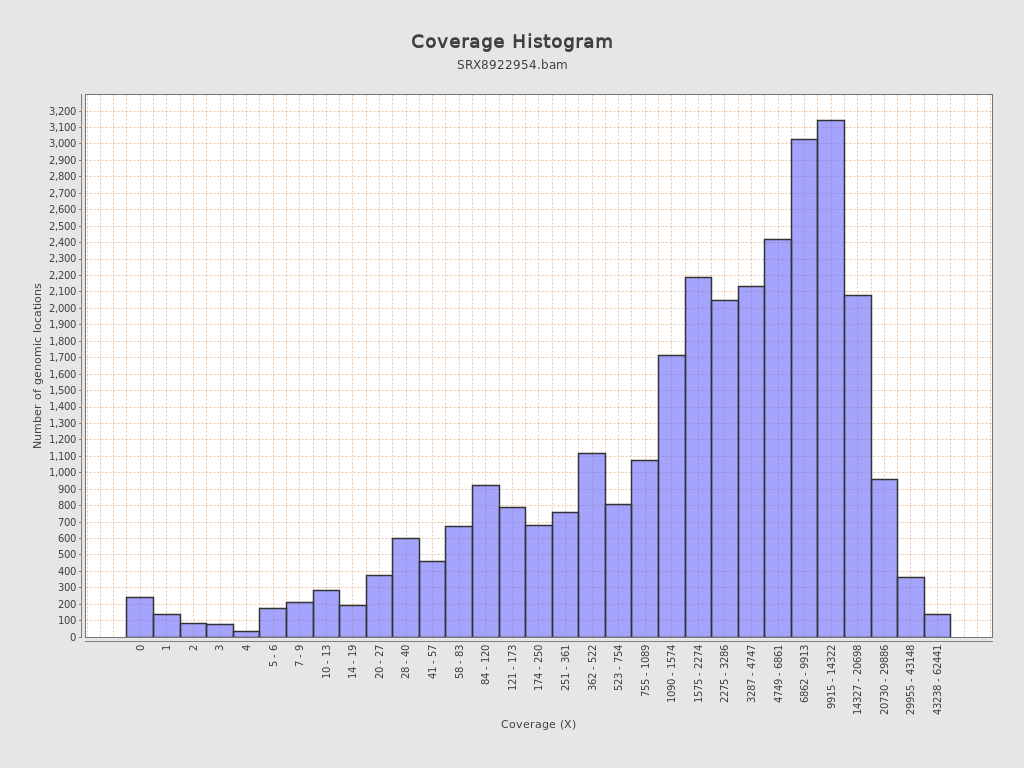 Coverage Histogram
SRX8922954.bam
Number of genomic locations
3,200
3,100
3,000
2,900
2,800
2,700
2,600
2,500
2,400
2,300
2,200
2,100
2,000
1,900
1,800
1,700
1,600
1,500
1,400
1,300
1,200
1,100
1,000
900
800
700
600
500
400
300
200
100
0
0
1
2
3
4
5 - 6
7 - 9
10 - 13
14 - 19
20 - 27
28 - 40
41 - 57
58 - 83
84 - 120
121 - 173
174 - 250
251 - 361
362 - 522
523 - 754
755 - 1089
1090 - 1574
1575 - 2274
2275 - 3286
3287 - 4747
4749 - 6861
6862 - 9913
9915 - 14322
14327 - 20698
20730 - 29886
29955 - 43148
43238 - 62441
Coverage (X)